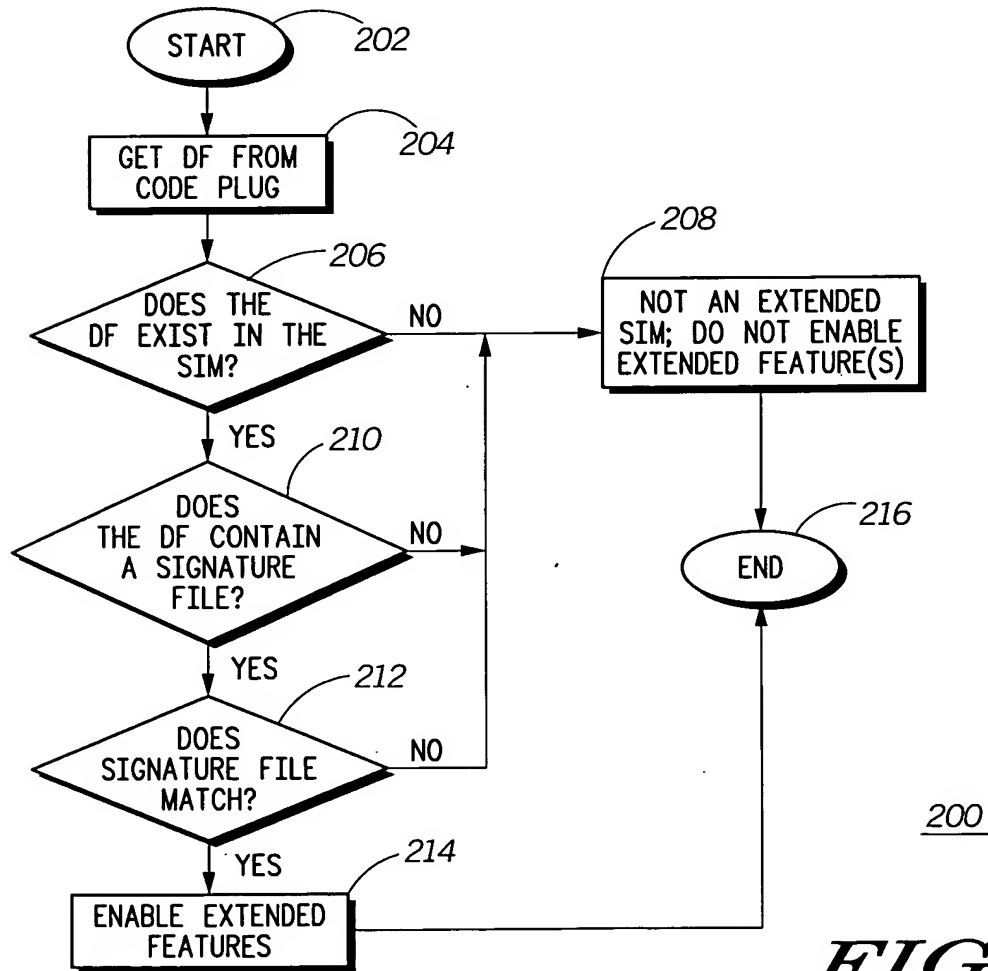 START
202
GET DF FROM
CODE PLUG
204
206
DOES THE
DF EXIST IN THE
SIM?
NO
208
NOT AN EXTENDED
SIM; DO NOT ENABLE
EXTENDED FEATURE(S)
YES
210
DOES
THE DF CONTAIN
A SIGNATURE
FILE?
NO
216
END
YES
212
DOES
SIGNATURE FILE
MATCH?
NO
200
YES
214
ENABLE EXTENDED
FEATURES
FIG